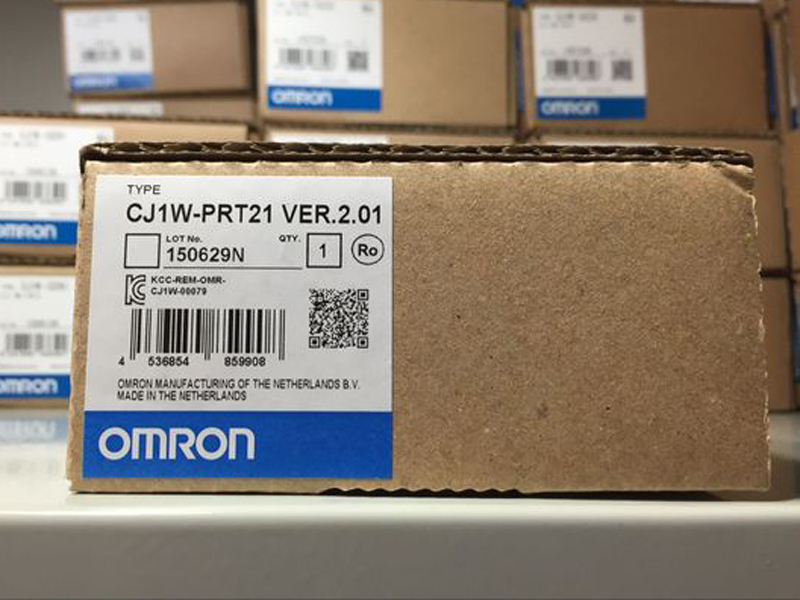 OMRON
OMRON
OMRON
OMRON
OMRON
TYPE
CJ1W-PRT21 VER.2.01
LOT No. QTY.
150629N 1 Ro
KCC-REM-OMR-
CJ1W-00079
4 536854 859908
OMRON MANUFACTURING OF THE NETHERLANDS B.V.
MADE IN THE NETHERLANDS
OMRON